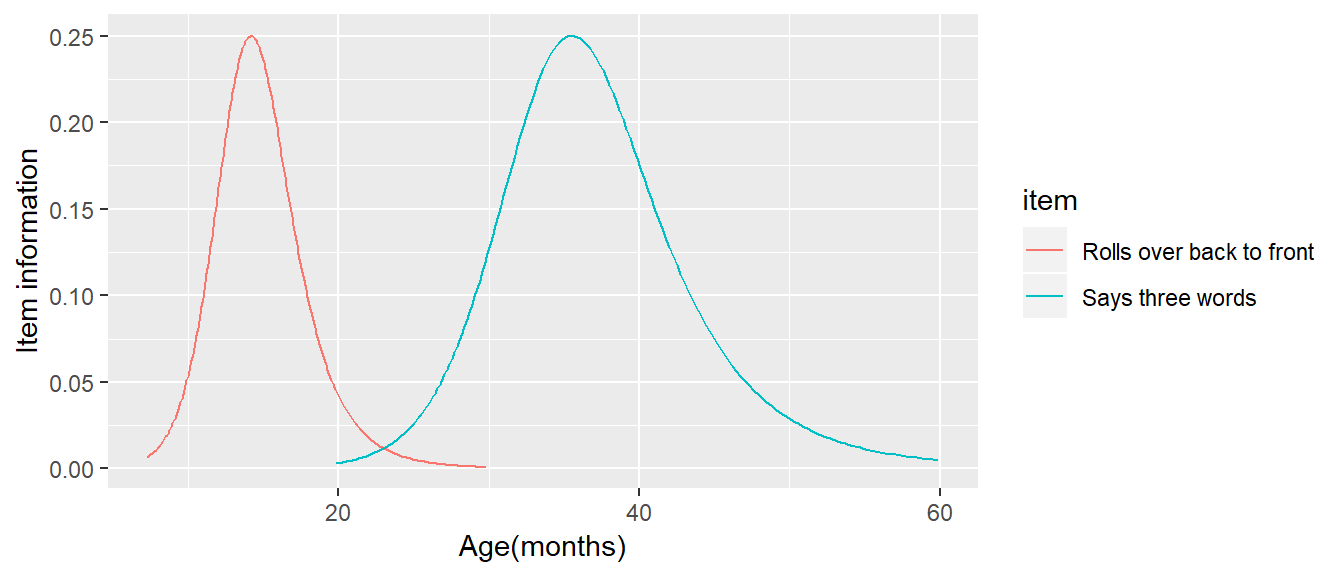 0.25
0.20
0.15
0.10
0.05
0.00
Item information
20 40 60
Age(months)
item
Rolls over back to front
Says three words